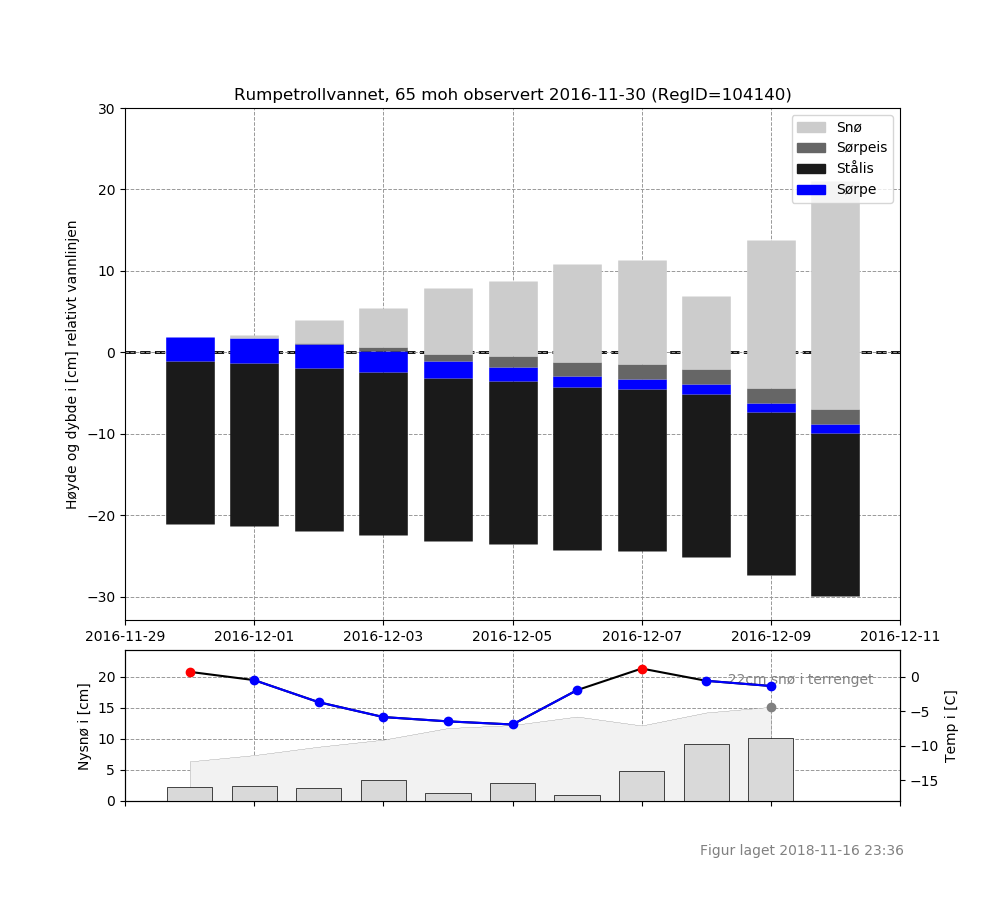 Rumpetrollvannet, 65 moh observert 2016-11-30 (RegID=104140)
Høyde og dybde i [cm] relativt vannlinjen
30
20
10
0
−10
−20
−30
Snø
Sørpeis
Stålis
Sørpe
2016-11-29
2016-12-01
2016-12-03
2016-12-05
2016-12-07
2016-12-09
2016-12-11
Nysnø i [cm]
20
15
10
5
0
22cm snø i terrenget
0
−5
−10
−15
Temp i [C]
Figur laget 2018-11-16 23:36